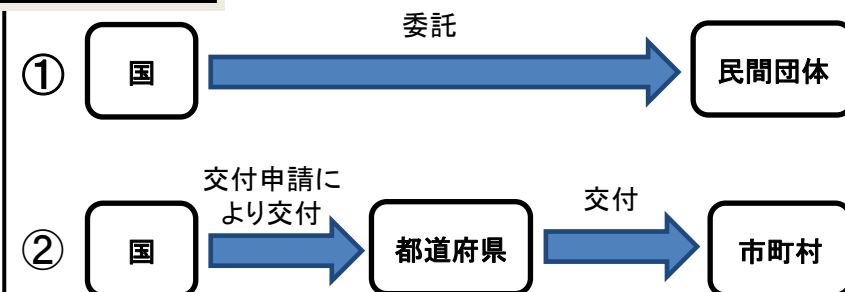 委託
① 国 民間団体
交付申請に
より交付
交付
② 国 都道府県 市町村